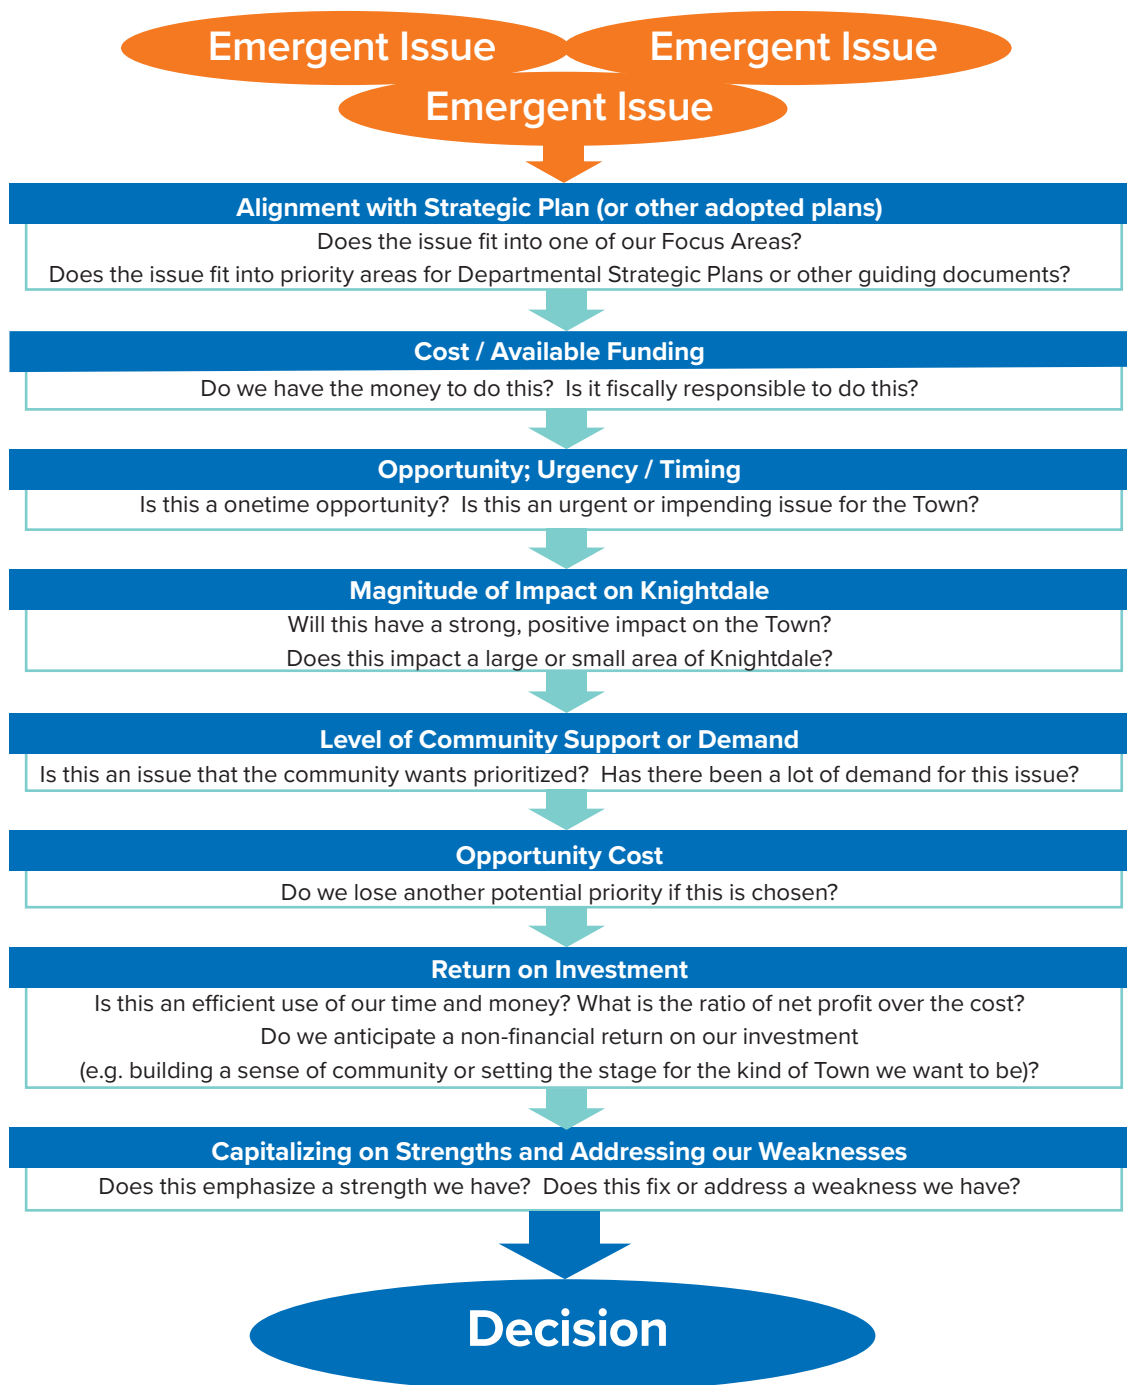 Emergent Issue
Emergent Issue
Emergent Issue
Alignment with Strategic Plan (or other adopted plans)
Does the issue fit into one of our Focus Areas?
Does the issue fit into priority areas for Departmental Strategic Plans or other guiding documents?
Cost / Available Funding
Do we have the money to do this? Is it fiscally responsible to do this?
Opportunity; Urgency / Timing
Is this a onetime opportunity? Is this an urgent or impending issue for the Town?
Magnitude of Impact on Knightdale
Will this have a strong, positive impact on the Town?
Does this impact a large or small area of Knightdale?
Level of Community Support or Demand
Is this an issue that the community wants prioritized? Has there been a lot of demand for this issue?
Opportunity Cost
Do we lose another potential priority if this is chosen?
Return on Investment
Is this an efficient use of our time and money? What is the ratio of net profit over the cost?
Do we anticipate a non-financial return on our investment
(e.g. building a sense of community or setting the stage for the kind of Town we want to be)?
Capitalizing on Strengths and Addressing our Weaknesses
Does this emphasize a strength we have? Does this fix or address a weakness we have?
Decision